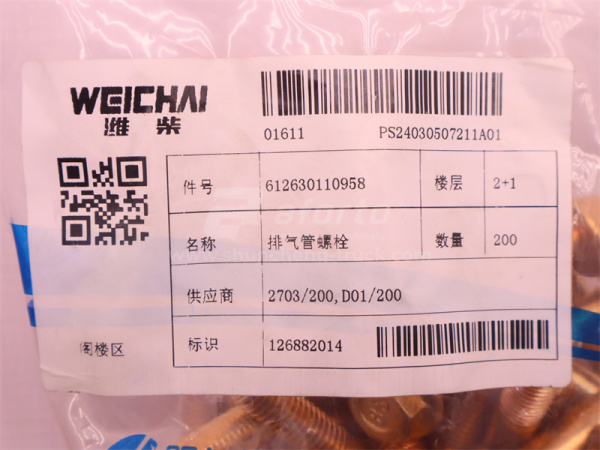 WEICHAI
潍柴
01611 PS24030507211A01
件号 612630110958 楼层 2+1
名称 排气管螺栓 数量 200
供应商 2703/200,D01/200
阁楼区 标识 126882014